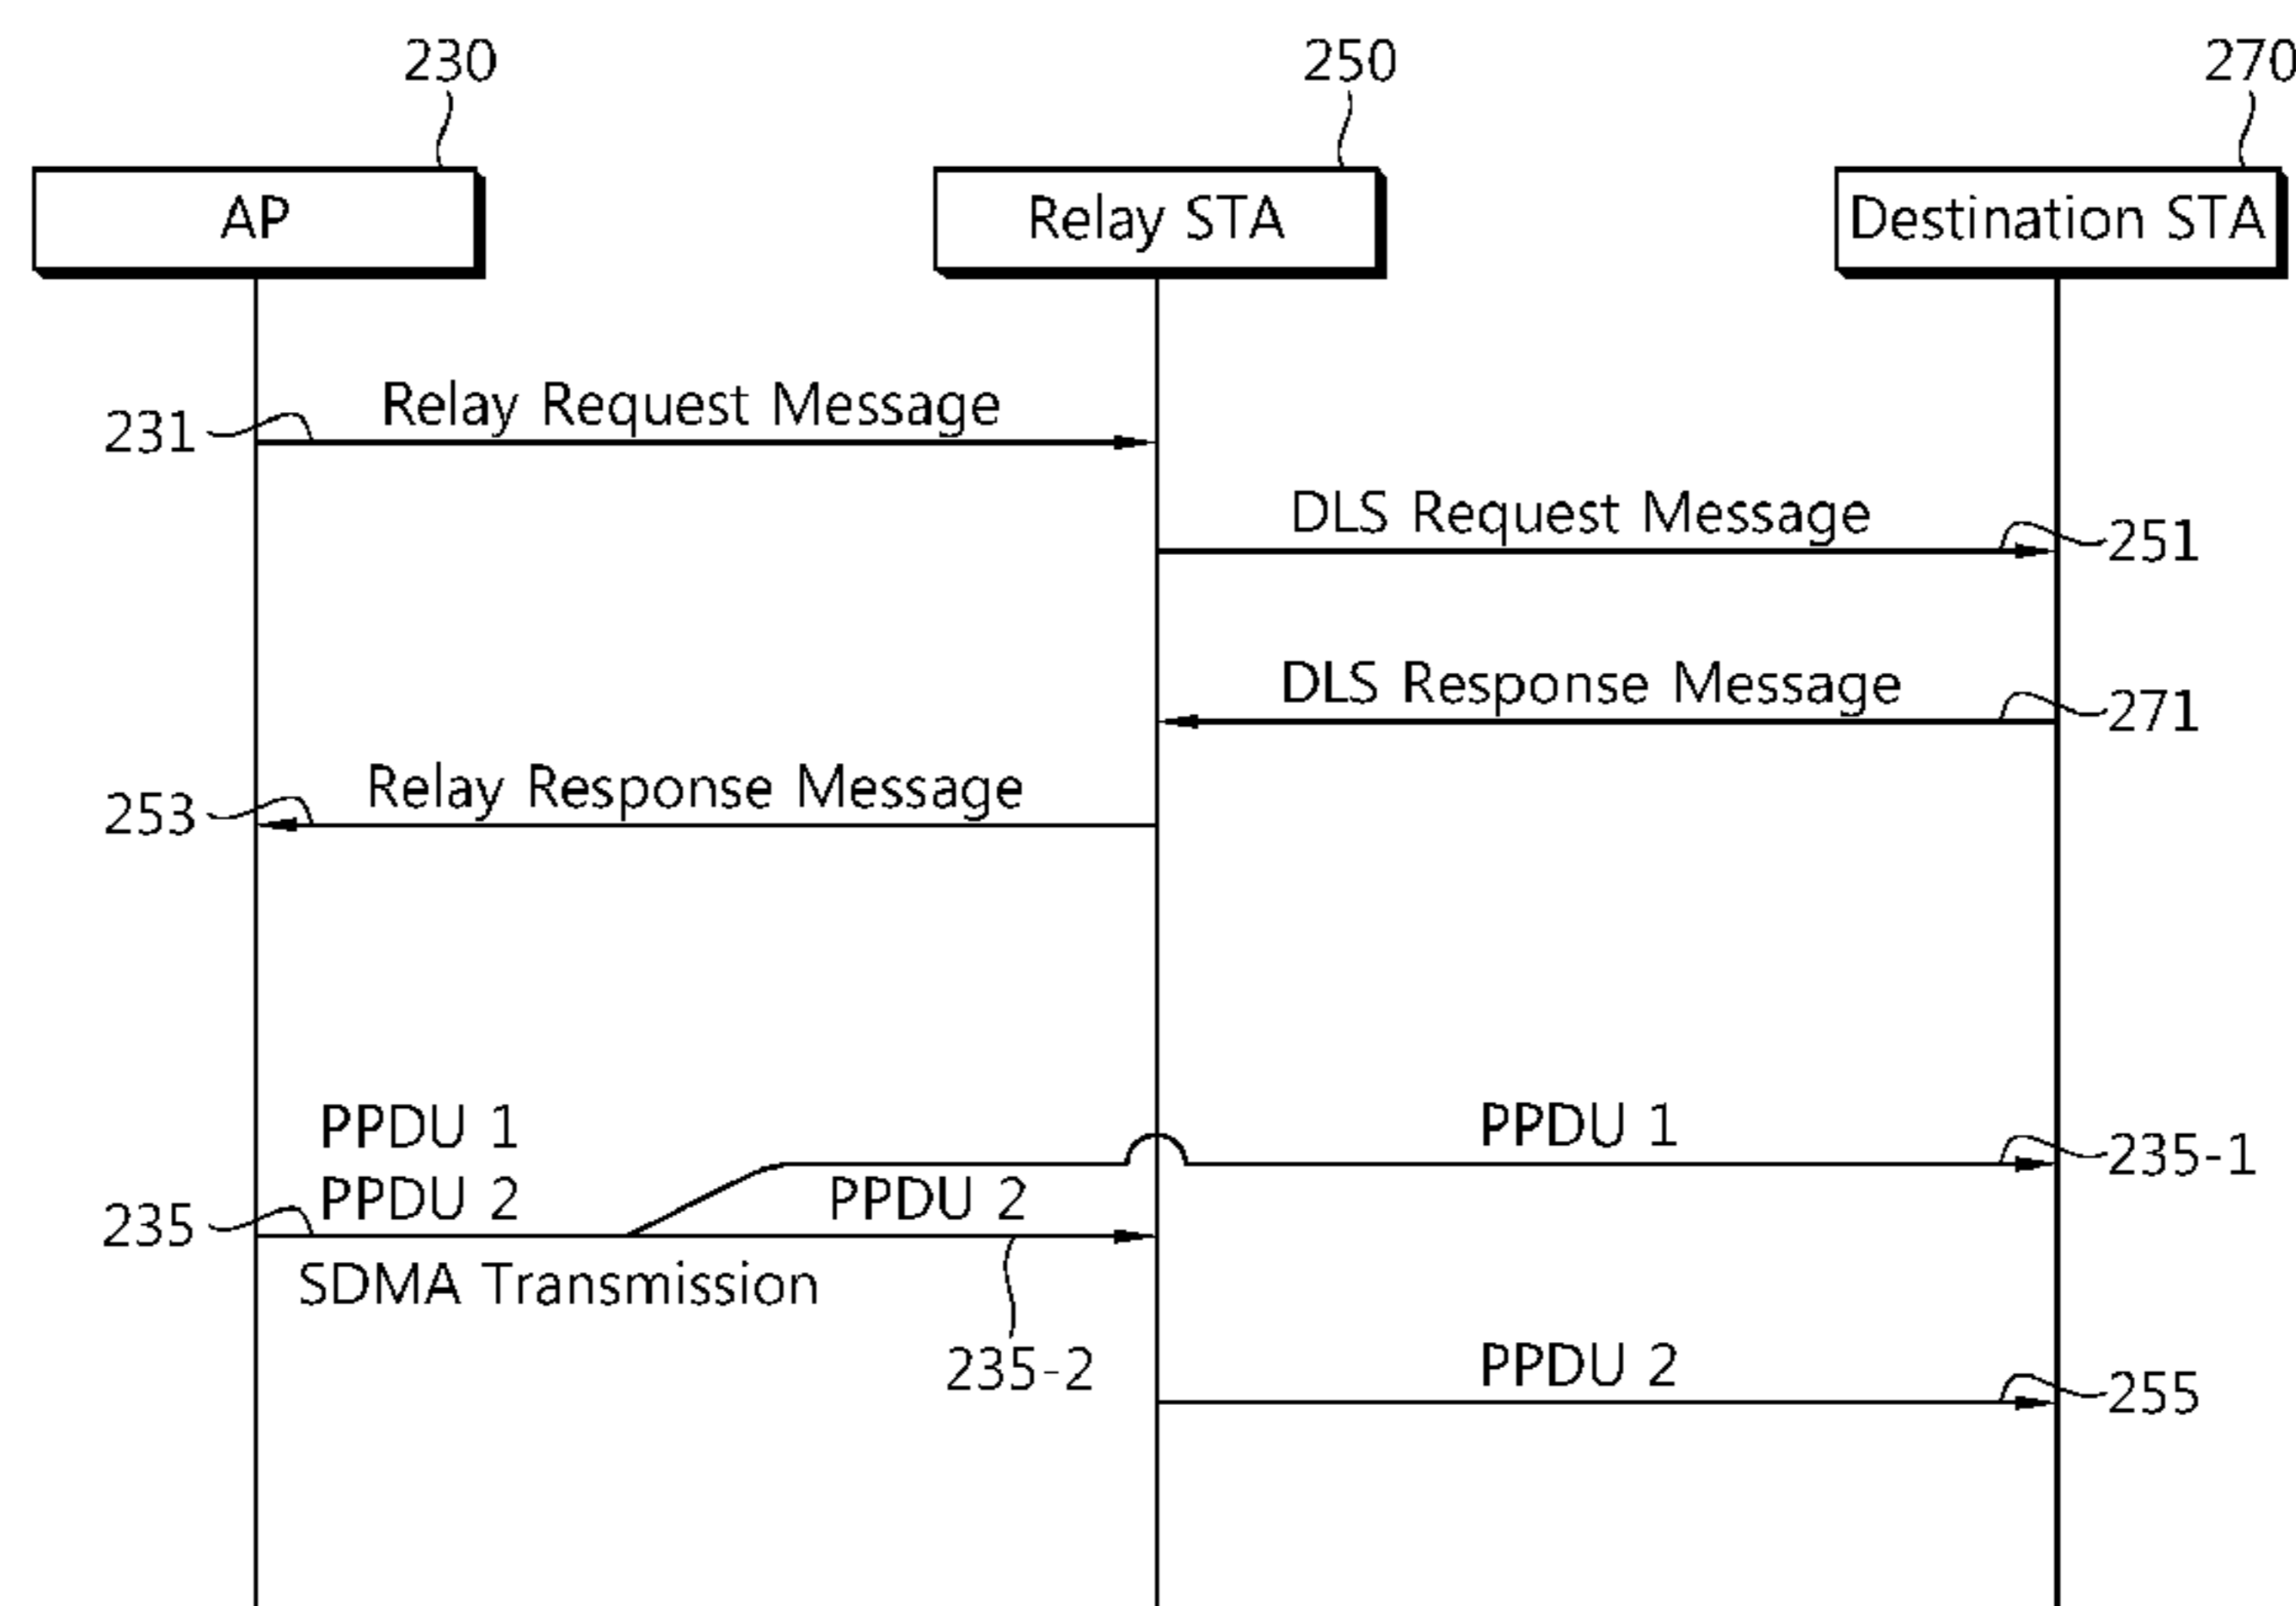 230
250
270
AP
Relay STA
Destination STA
Relay Request Message
231
DLS Request Message
251
DLS Response Message
271
Relay Response Message
253
PPDU 1
PPDU 1
235-1
PPDU 2
PPDU 2
235
SDMA Transmission
235-2
PPDU 2
255